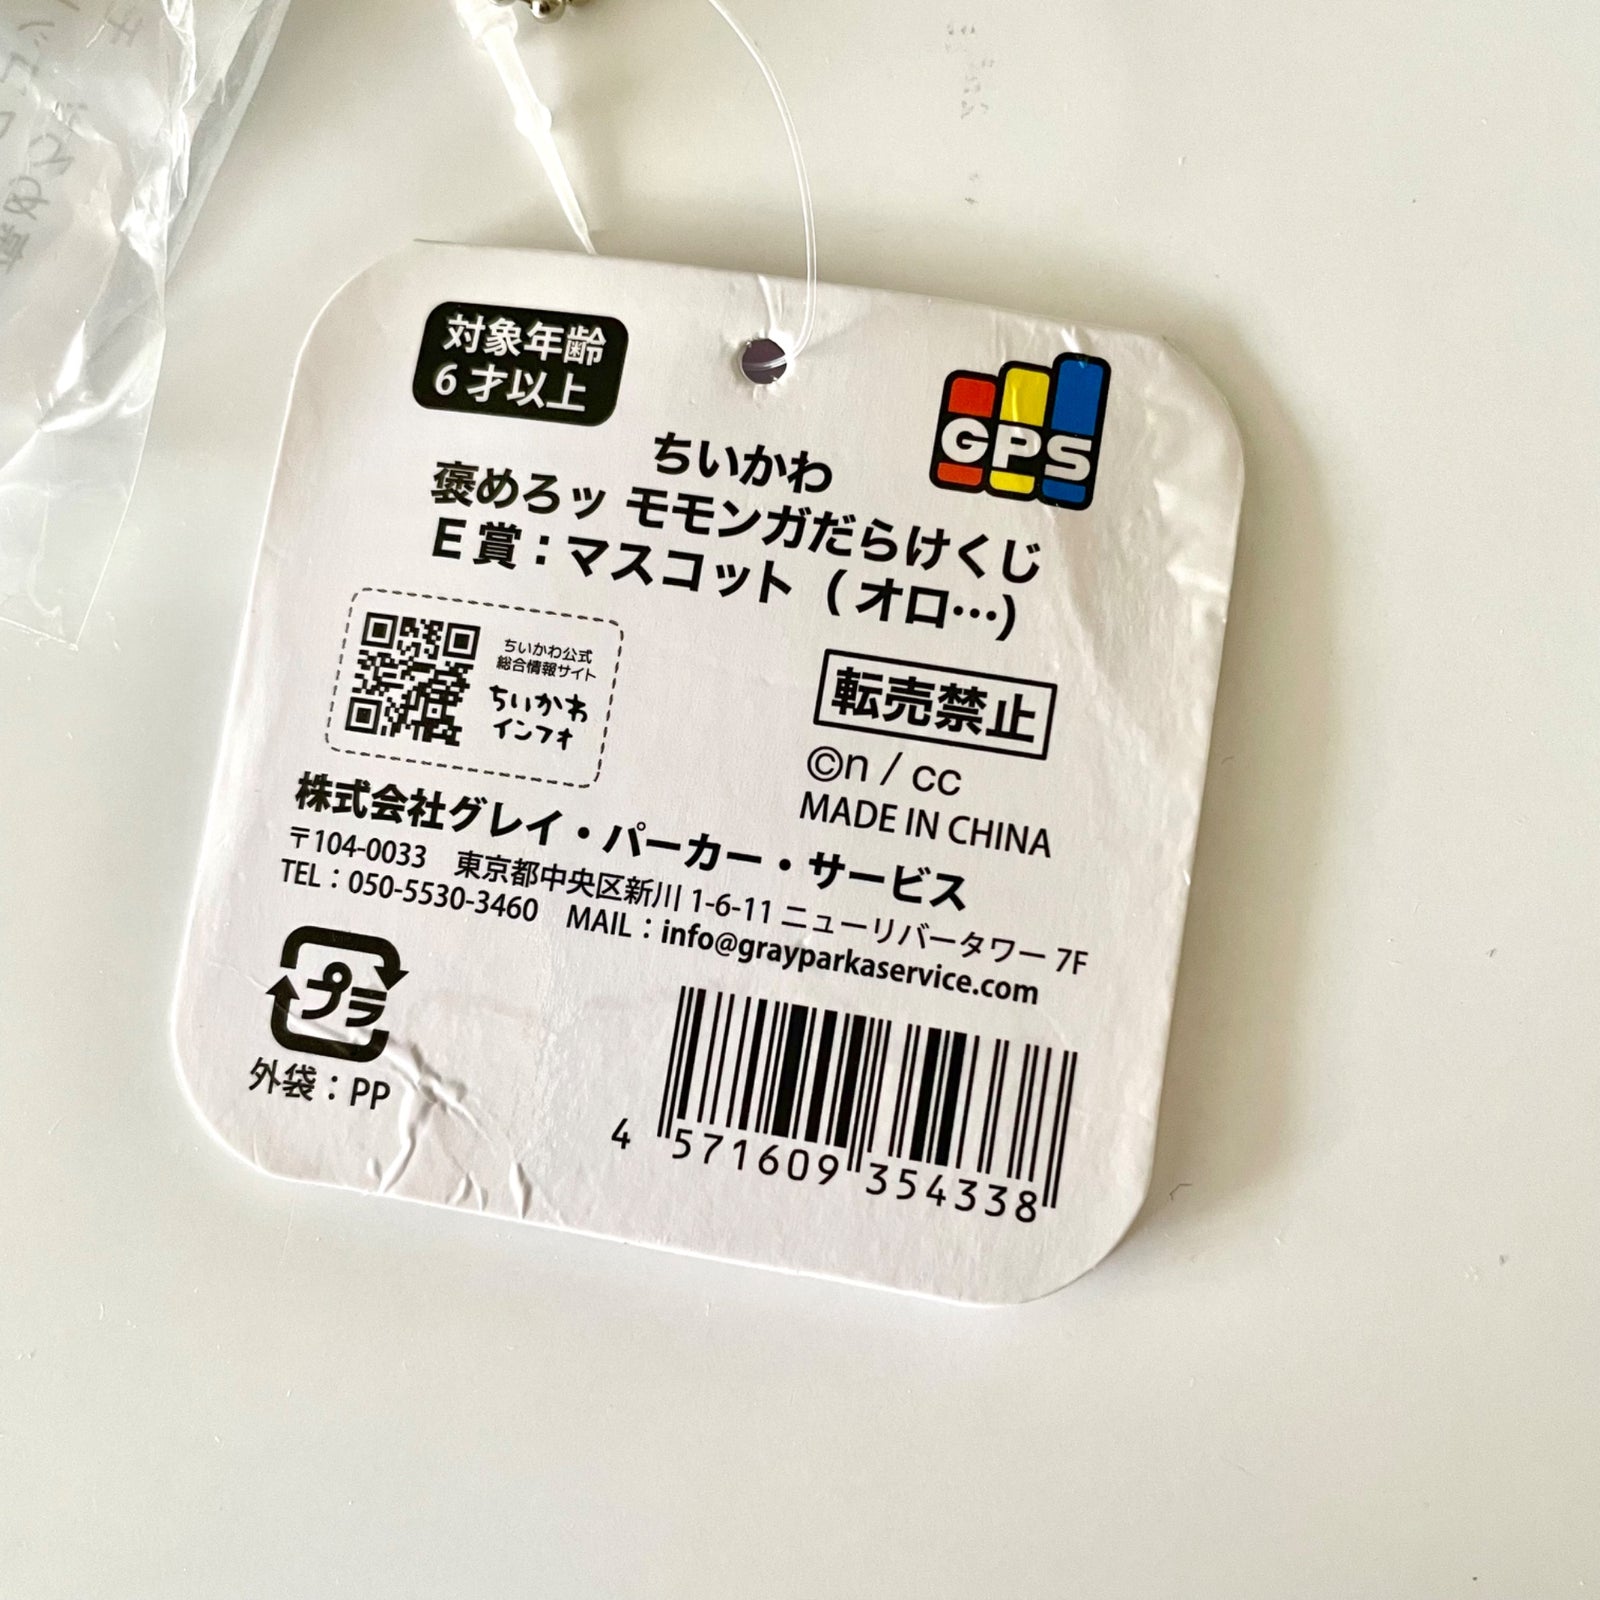 対象年齢
6才以上
GPS
ちいかわ
褒めろッ モモンガだらけくじ
E賞：マスコット（オロ…）
ちいかわ公式
総合情報サイト
ちいかわ
インフォ
転売禁止
©n / cc
MADE IN CHINA
株式会社グレイ・パーカー・サービス
〒104-0033　東京都中央区新川 1-6-11 ニューリバータワー 7F
TEL：050-5530-3460　MAIL：info@grayparkaservice.com
プラ
外袋：PP
4 571609 354338